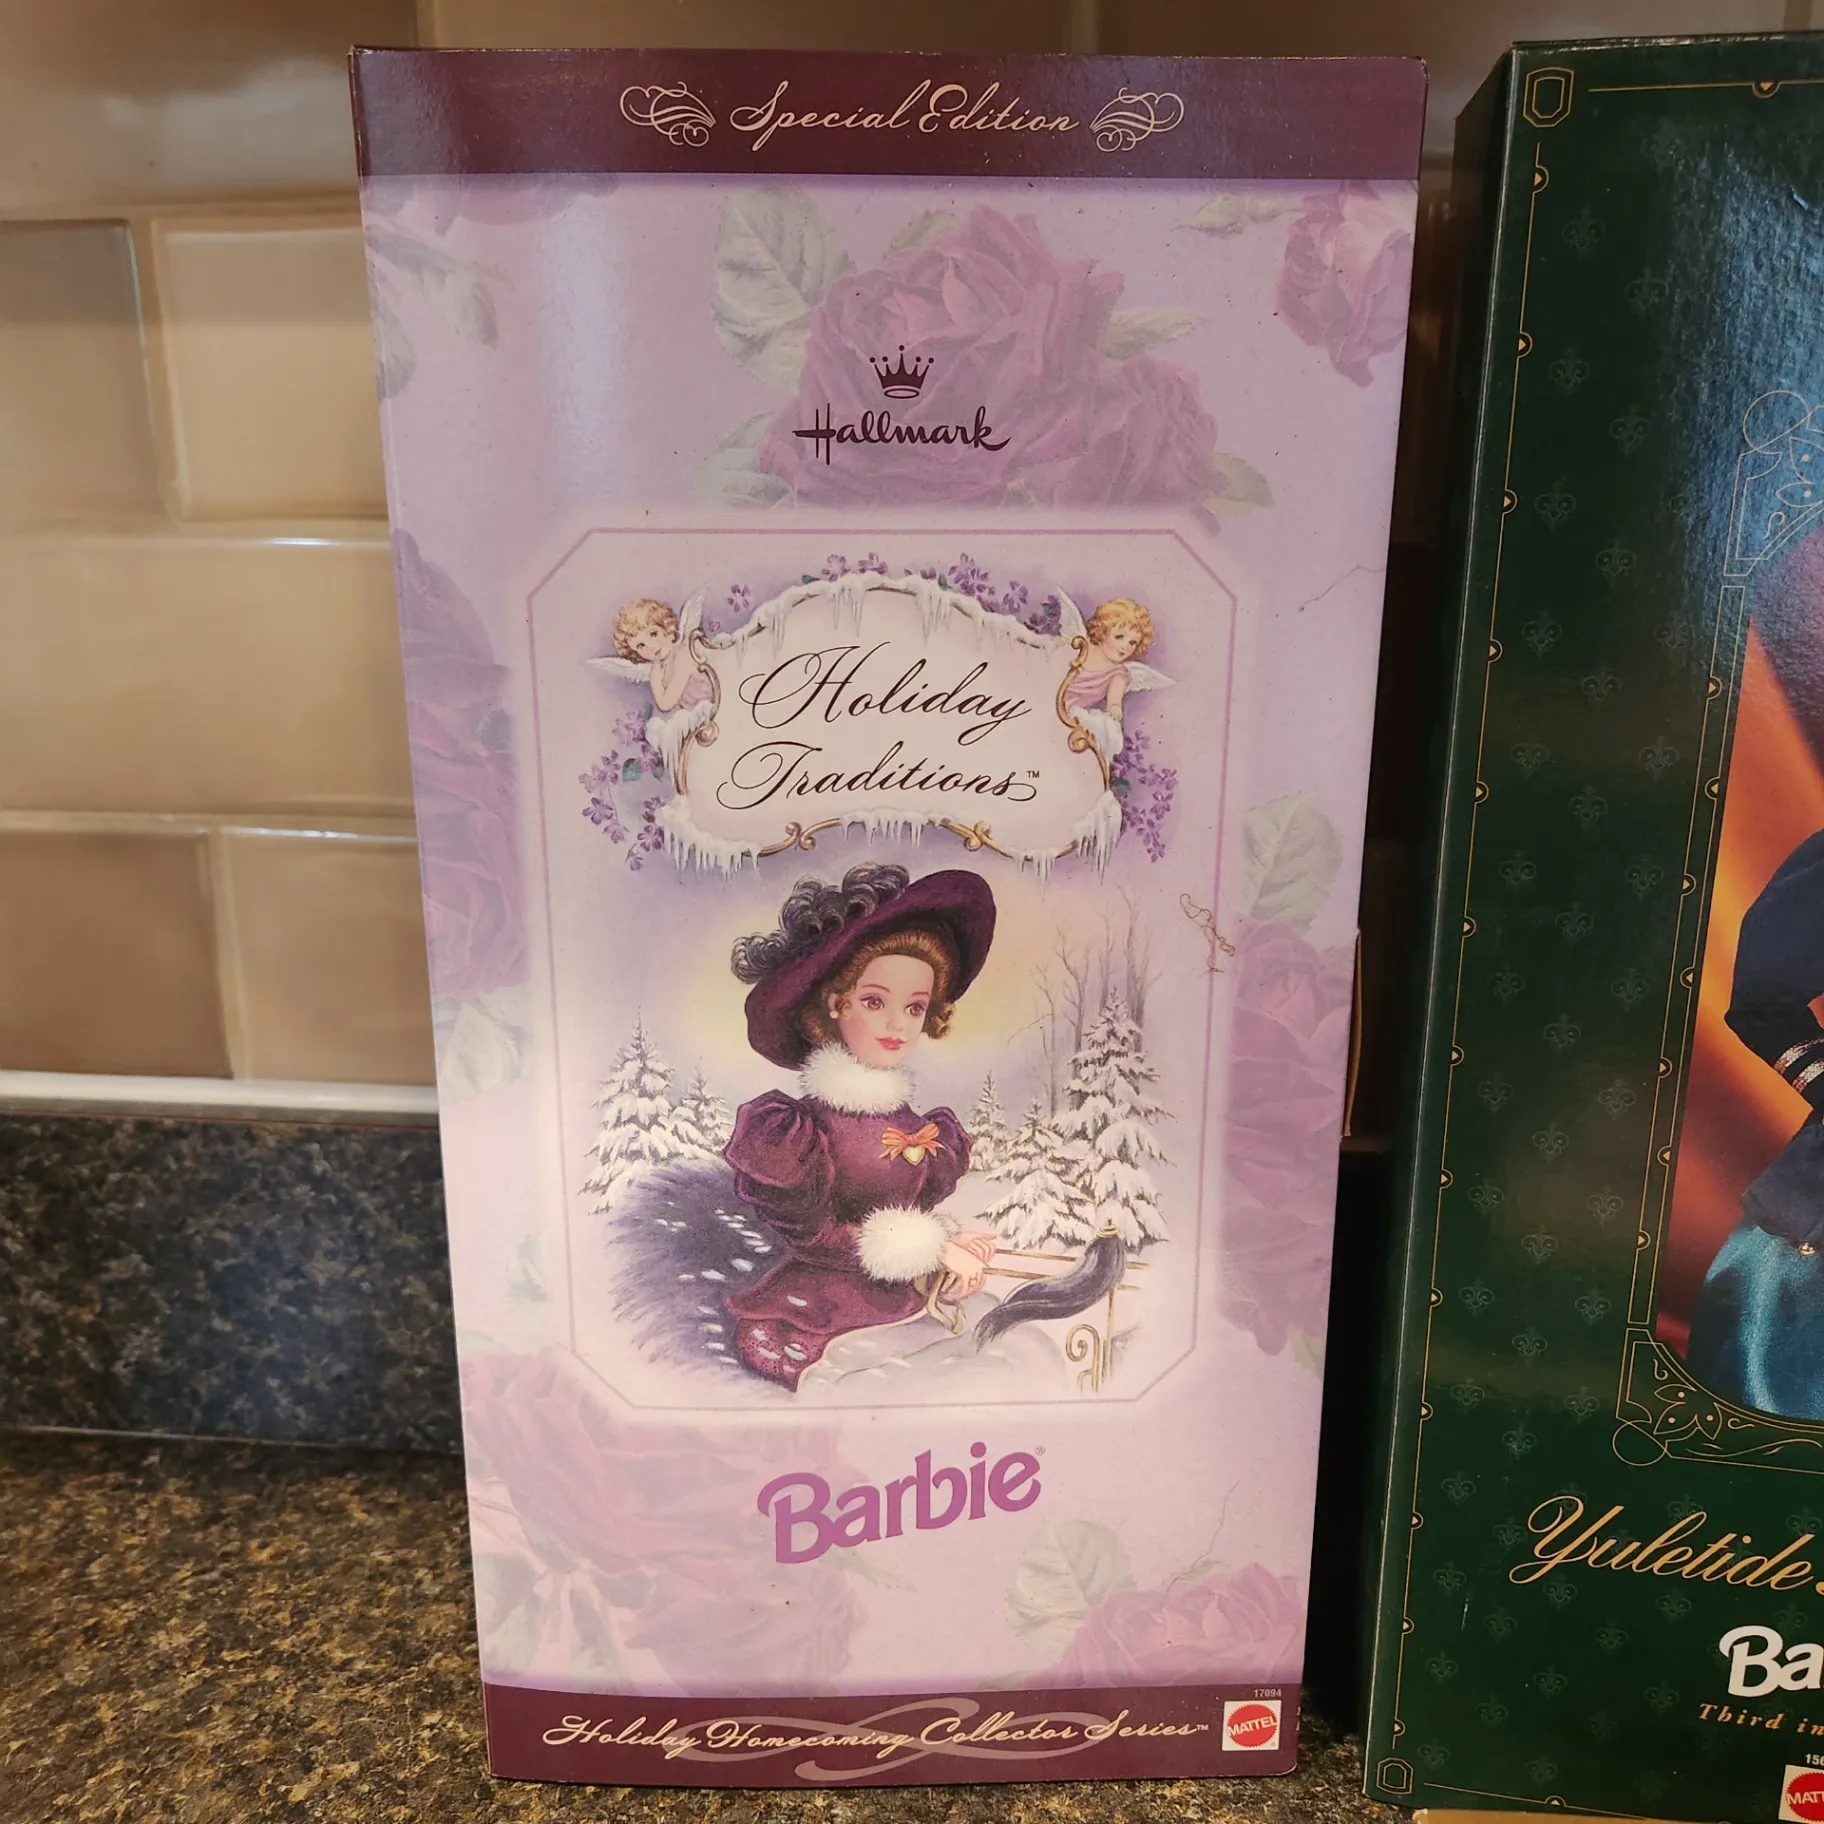 Special Edition
Hallmark
Holiday
Traditions™
Barbie®
17094
Holiday Homecoming Collector Series™
MATTEL
Yuletide
Third in